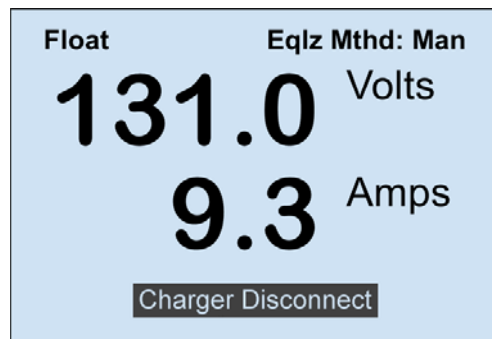 Float Eqlz Mthd: Man
131.0 Volts
9.3 Amps
Charger Disconnect